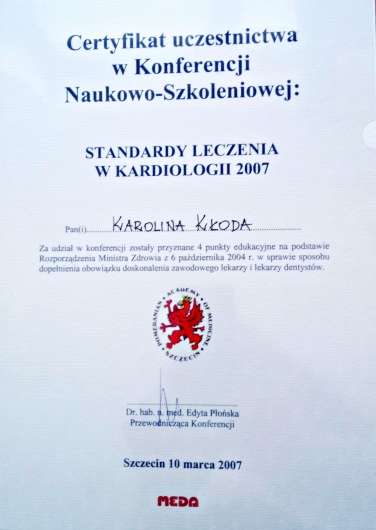 Certyfikat uczestnictwa
w Konferencji
Naukowo-Szkoleniowej:
STANDARDY LECZENIA
W KARDIOLOGII 2007
Pan(i)......KAROLINA KŁODA..............
Za udział w konferencji zostały przyznane 4 punkty edukacyjne na podstawie
Rozporządzenia Ministra Zdrowia z 6 października 2004 r. w sprawie sposobu
dopełnienia obowiązku doskonalenia zawodowego lekarzy i lekarzy dentystów.
POMERANIAN ACADEMY OF MEDICINE
SZCZECIN
Dr. hab. n. med. Edyta Płońska
Przewodnicząca Konferencji
Szczecin 10 marca 2007
MEDA